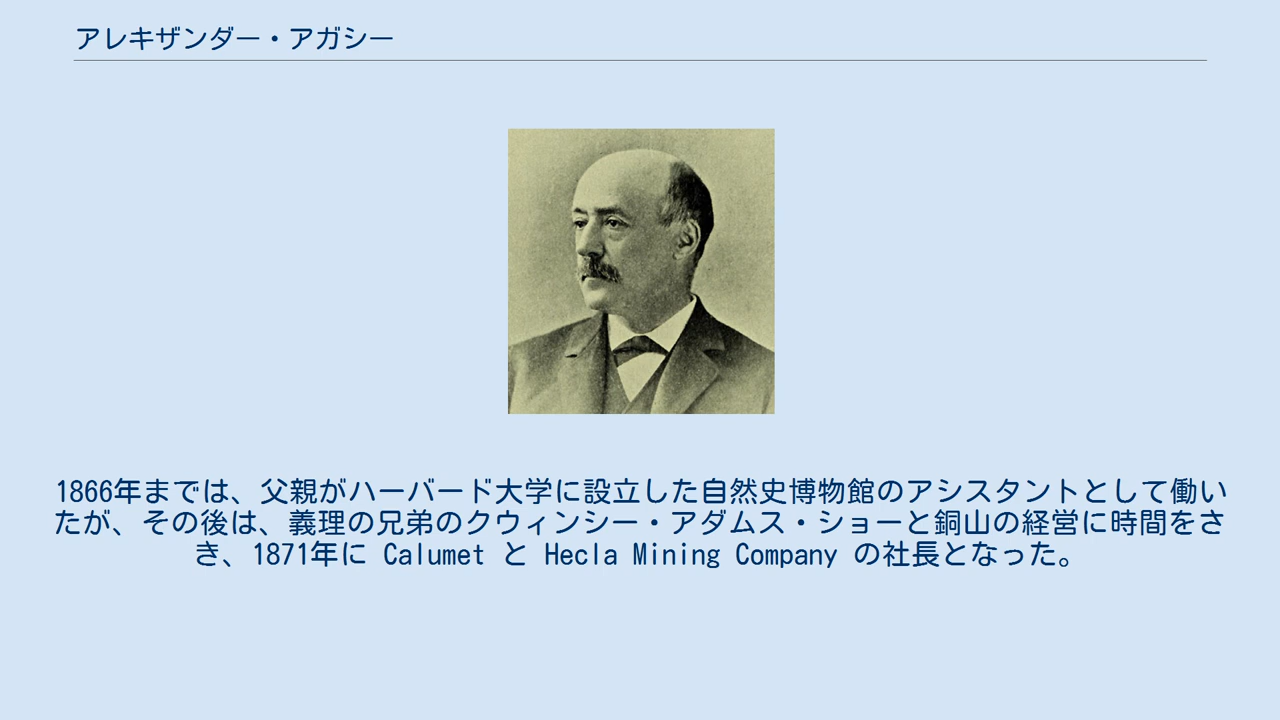 アレキザンダー・アガシー
1866年までは、父親がハーバード大学に設立した自然史博物館のアシスタントとして働い
たが、その後は、義理の兄弟のクウィンシー・アダムス・ショーと銅山の経営に時間をさ
き、1871年に Calumet と Hecla Mining Company の社長となった。